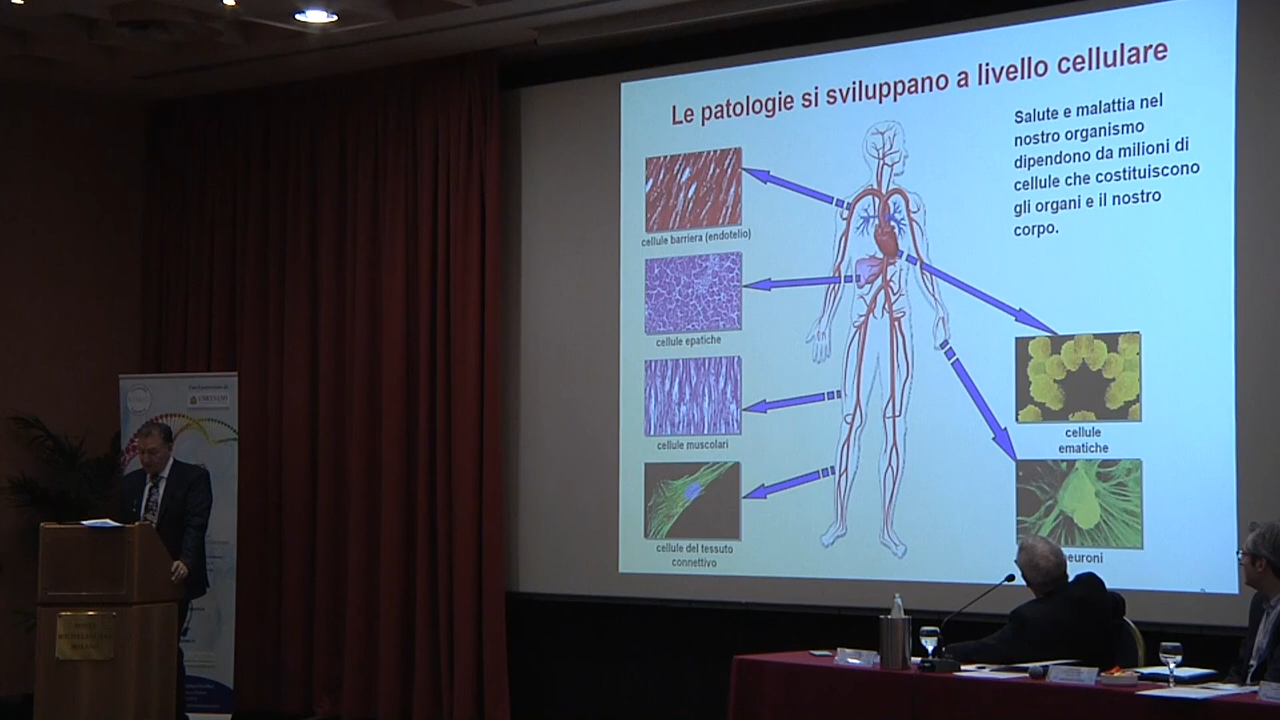 Le patologie si sviluppano a livello cellulare
Salute e malattia nel
nostro organismo
dipendono da milioni di
cellule che costituiscono
gli organi e il nostro
corpo.
cellule barriera (endotelio)
cellule epatiche
cellule muscolari
cellule del tessuto
connettivo
cellule
ematiche
neuroni